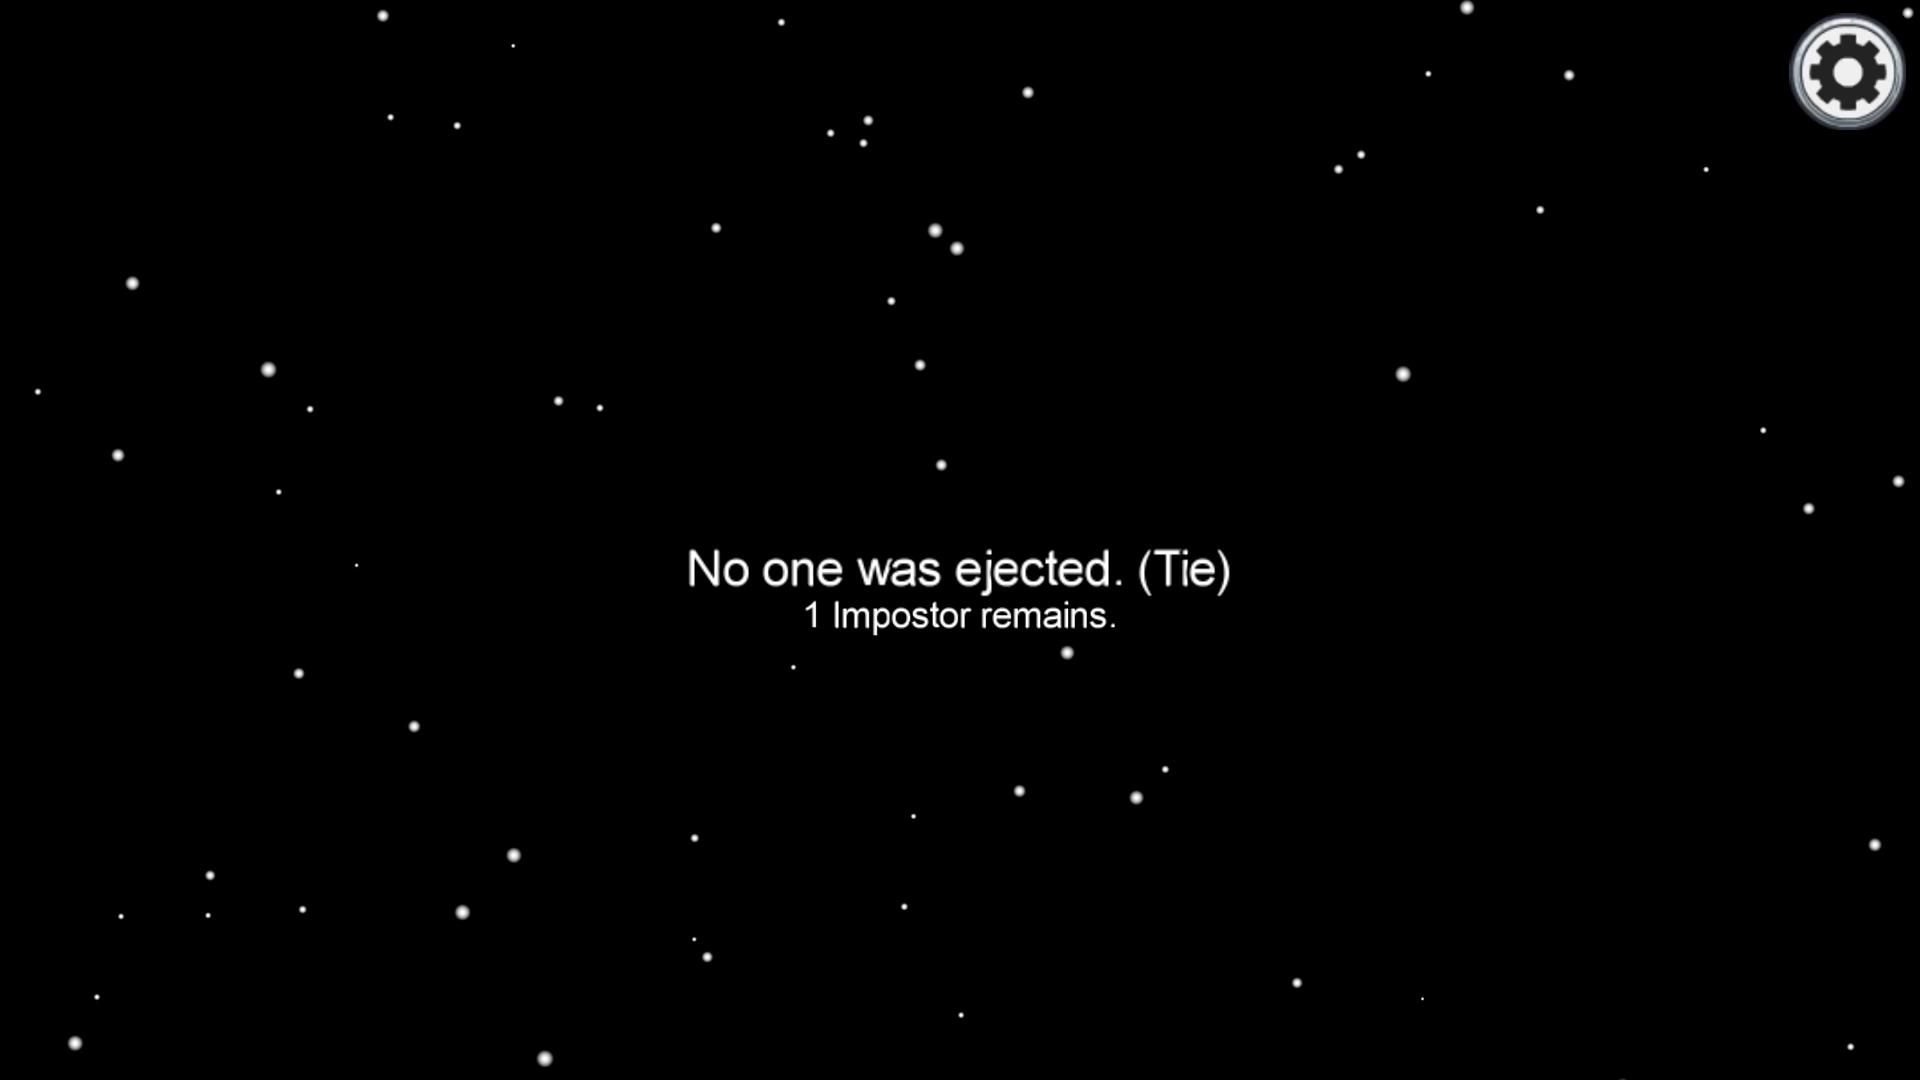 No one was ejected. (Tie)
1 Impostor remains.